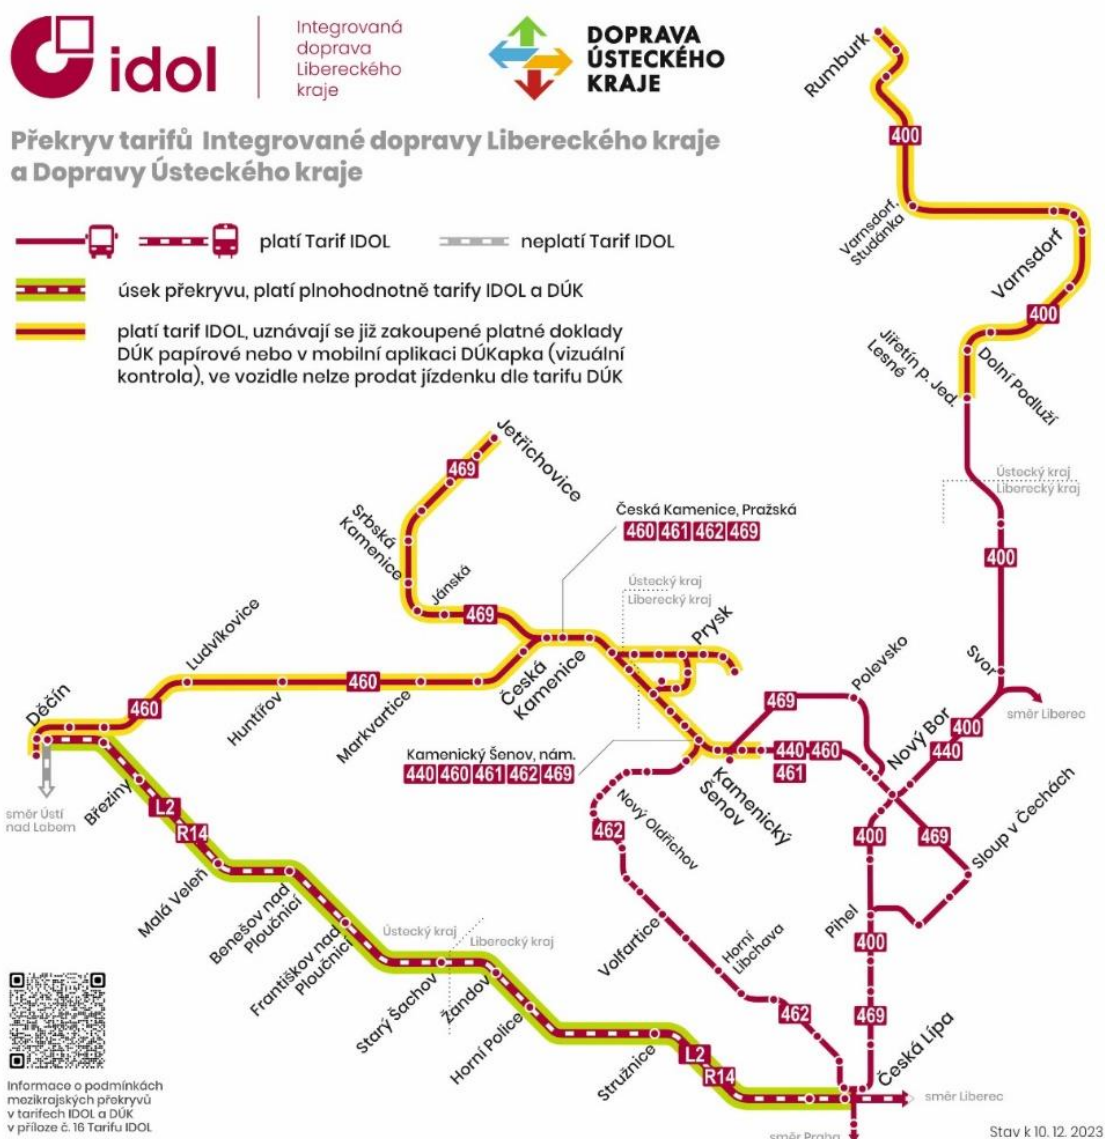 idol
Integrovaná
doprava
Libereckého
kraje
DOPRAVA
ÚSTECKÉHO
KRAJE
Překryv tarifů Integrované dopravy Libereckého kraje
a Dopravy Ústeckého kraje
platí Tarif IDOL
neplatí Tarif IDOL
úsek překryvu, platí plnohodnotně tarify IDOL a DÚK
platí tarif IDOL, uznávají se již zakoupené platné doklady
DÚK papírové nebo v mobilní aplikaci DÚKapka (vizuální
kontrola), ve vozidle nelze prodat jízdenku dle tarifu DÚK
Rumburk
400
Varnsdorf,
Studánka
Varnsdorf
400
Jiřetín p. Jed.
Lesné
Dolní Podluží
Ústecký kraj
Liberecký kraj
400
Jetřichovice
469
Srbská
Kamenice
Jánská
469
Česká Kamenice, Pražská
460 461 462 469
Ústecký kraj
Liberecký kraj
Prysk
Ludvíkovice
Děčín
460
Huntířov
460
Markvartice
Česká
Kamenice
Polevsko
469
Svor
směr Liberec
400
440
Nový Bor
Kamenický Šenov, nám.
440 460 461 462 469
Kamenický
Šenov
440 460
461
směr Ústí
nad Labem
Březiny
L2
R14
Nový Oldřichov
462
400
469
Sloup v Čechách
Malá Veleň
Benešov nad
Ploučnicí
Františkov nad
Ploučnicí
Ústecký kraj
Liberecký kraj
Starý Šachov
Žandov
Horní Police
Volfartice
Horní
Libchava
Pihel
400
462
469
Stružnice
L2
R14
Česká Lípa
směr Liberec
směr Praha
Informace o podmínkách
mezikrajských překryvů
v tarifech IDOL a DÚK
v příloze č. 16 Tarifu IDOL
Stav k 10. 12. 2023